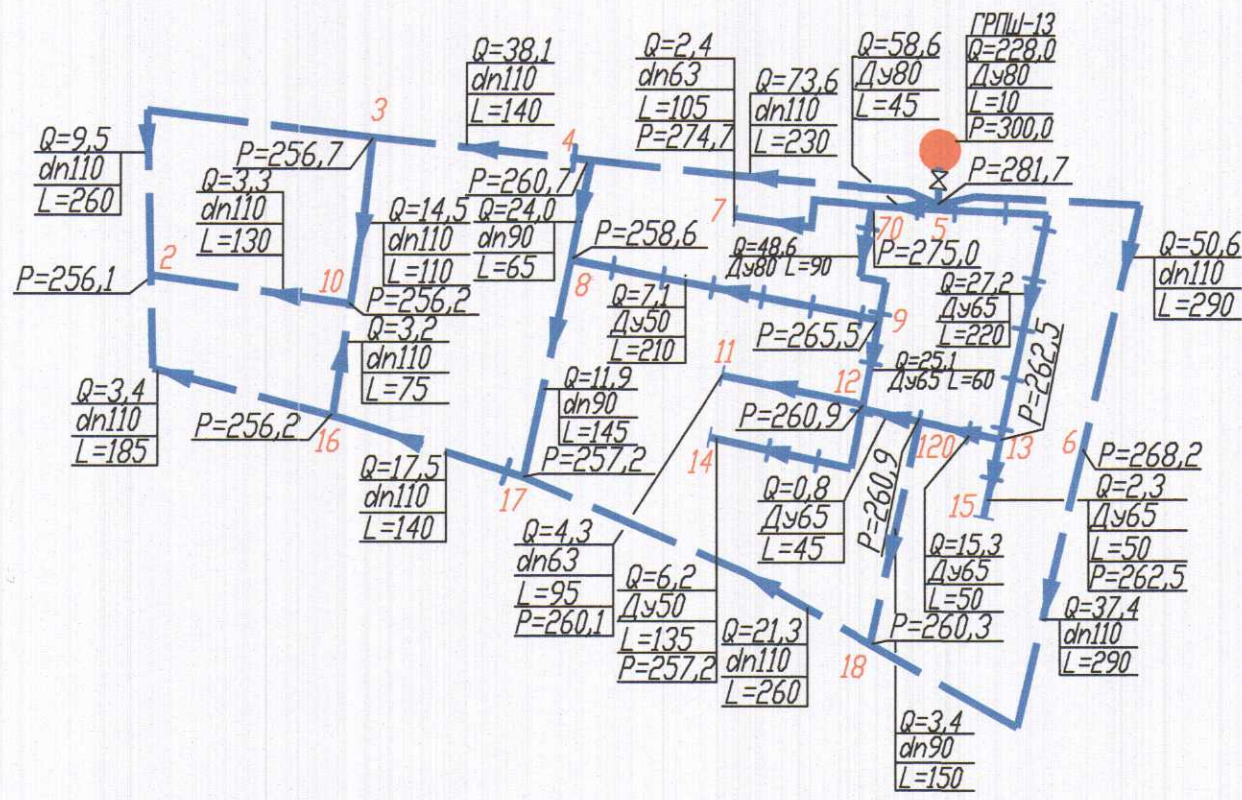 ГРПШ-13
Q=228,0
Ду80
L=10
P=300,0
Q=58,6
Ду80
L=45
Q=2,4
dn63
L=105
P=274,7
Q=73,6
dn110
L=230
Q=38,1
dn110
L=140
3
4
Q=9,5
dn110
L=260
P=256,7
P=260,7
P=281,7
7
70
5
Q=3,3
dn110
L=130
Q=14,5
dn110
L=110
Q=24,0
dn90
L=65
P=258,6
Q=48,6
Ду80 L=90
P=275,0
Q=50,6
dn110
L=290
2
P=256,1
10
P=256,2
8
Q=7,1
Ду50
L=210
9
P=265,5
Q=27,2
Ду65
L=220
P=262,5
Q=3,2
dn110
L=75
11
12
Q=25,1
Ду65 L=60
Q=3,4
dn110
L=185
P=256,2
16
Q=11,9
dn90
L=145
P=260,9
14
120
13
6
P=268,2
Q=17,5
dn110
L=140
17
P=257,2
Q=0,8
Ду65
L=45
P=260,9
15
Q=2,3
Ду65
L=50
P=262,5
Q=4,3
dn63
L=95
P=260,1
Q=6,2
Ду50
L=135
P=257,2
Q=15,3
Ду65
L=50
Q=21,3
dn110
L=260
18
P=260,3
Q=37,4
dn110
L=290
Q=3,4
dn90
L=150